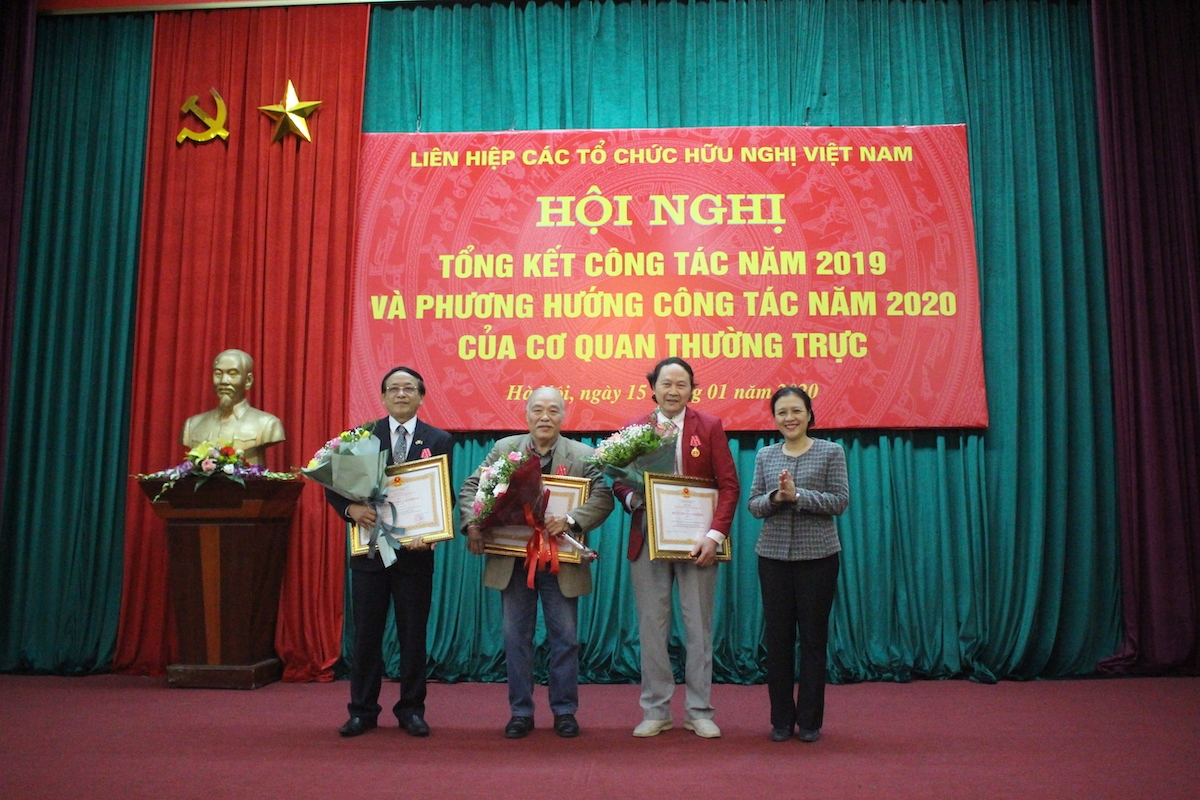 LIÊN HIỆP CÁC TỔ CHỨC HỮU NGHỊ VIỆT NAM
HỘI NGHỊ
TỔNG KẾT CÔNG TÁC NĂM 2019
VÀ PHƯƠNG HƯỚNG CÔNG TÁC NĂM 2020
CỦA CƠ QUAN THƯỜNG TRỰC
Hà Nội, ngày 15 01 năm 2020